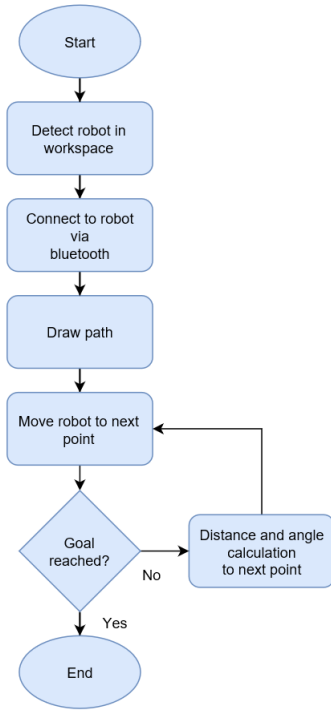 Start
Detect robot in
workspace
Connect to robot
via
bluetooth
Draw path
Move robot to next
point
Goal
reached?
No
Distance and angle
calculation
to next point
Yes
End